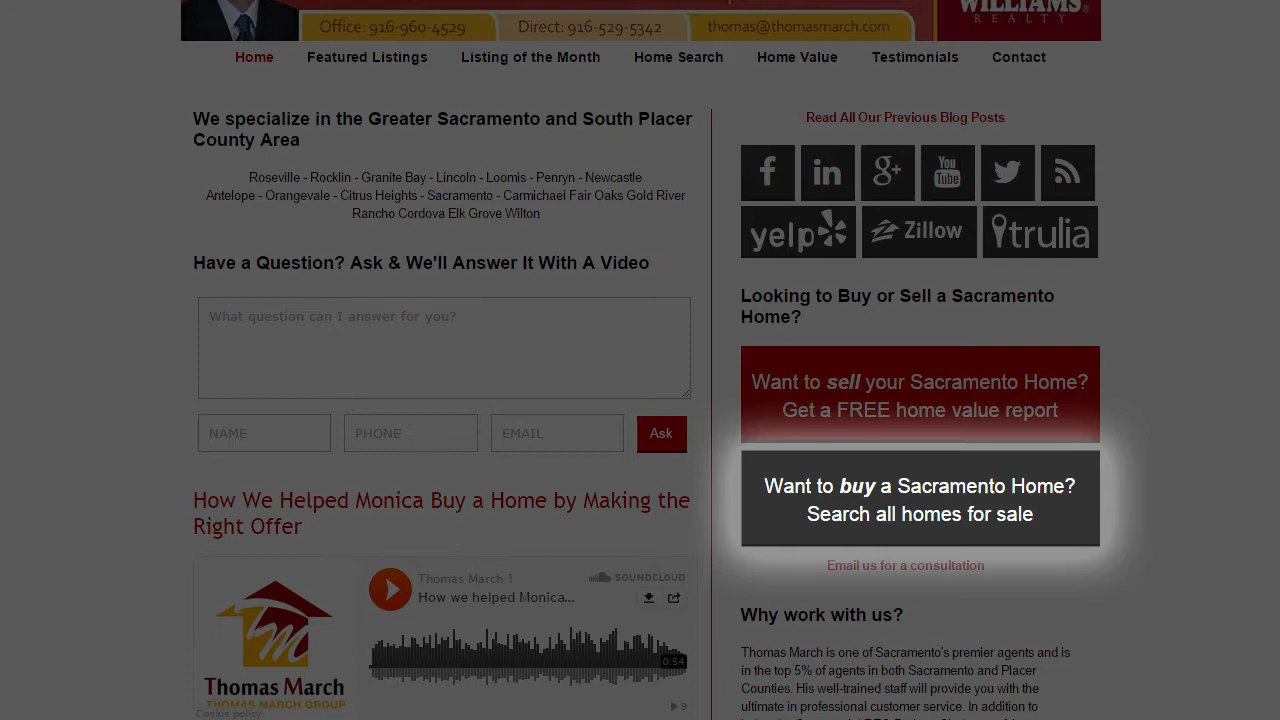 WILLIAMS
REALTY
Office: 916-960-4529
Direct: 916-529-5342
thomas@thomasmarch.com
Home
Featured Listings
Listing of the Month
Home Search
Home Value
Testimonials
Contact
We specialize in the Greater Sacramento and South Placer
County Area
Roseville - Rocklin - Granite Bay - Lincoln - Loomis - Penryn - Newcastle
Antelope - Orangevale - Citrus Heights - Sacramento - Carmichael Fair Oaks Gold River
Rancho Cordova Elk Grove Wilton
Have a Question? Ask & We'll Answer It With A Video
What question can I answer for you?
NAME
PHONE
EMAIL
Ask
How We Helped Monica Buy a Home by Making the
Right Offer
Thomas March 1
SOUNDCLOUD
How we helped Monica...
0:54
9
TM
Thomas March
THOMAS MARCH GROUP
Cookie policy
Read All Our Previous Blog Posts
f
in
g+
You
Tube
yelp
Zillow
trulia
Looking to Buy or Sell a Sacramento
Home?
Want to sell your Sacramento Home?
Get a FREE home value report
Want to buy a Sacramento Home?
Search all homes for sale
Email us for a consultation
Why work with us?
Thomas March is one of Sacramento's premier agents and is
in the top 5% of agents in both Sacramento and Placer
Counties. His well-trained staff will provide you with the
ultimate in professional customer service. In addition to